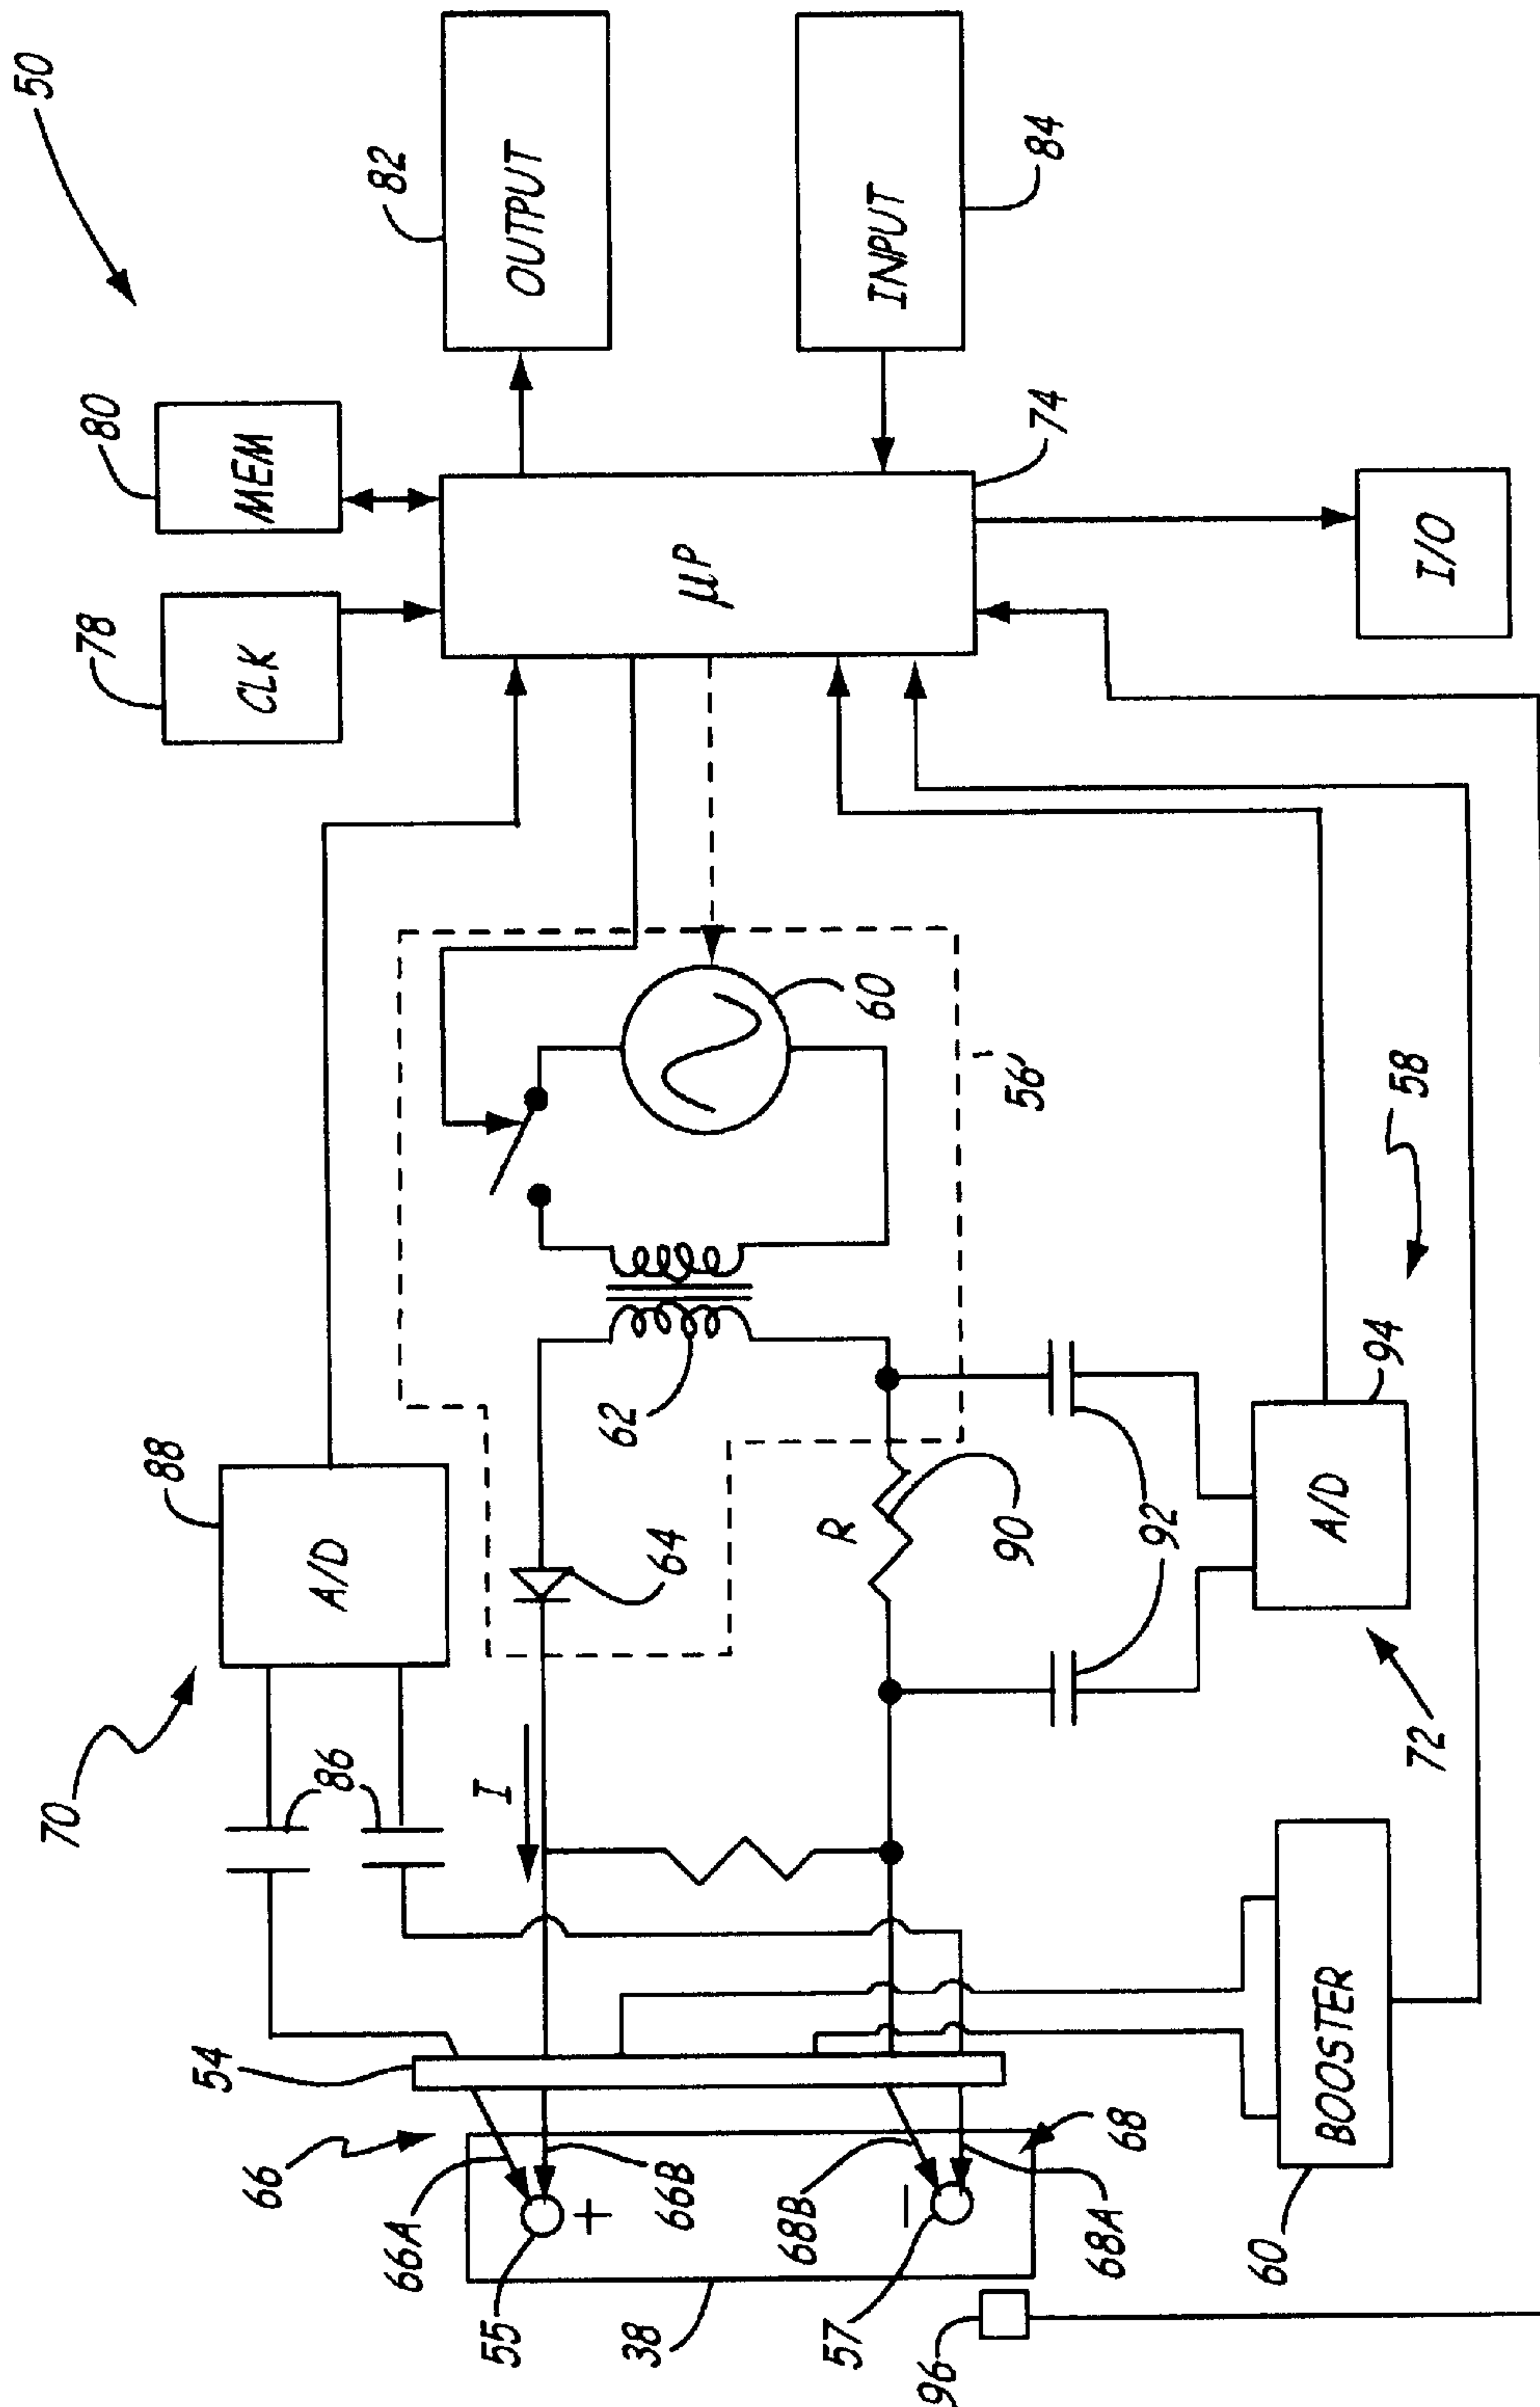 50
70
88
A/D
86
78
CLK
80
MEM
82
OUTPUT
84
INPUT
74
μP
I/O
54
66
66A
66B
55
+
38
57
−
68
68A
68B
96
I
64
62
60
56
R
90
92
94
A/D
72
58
BOOSTER
60